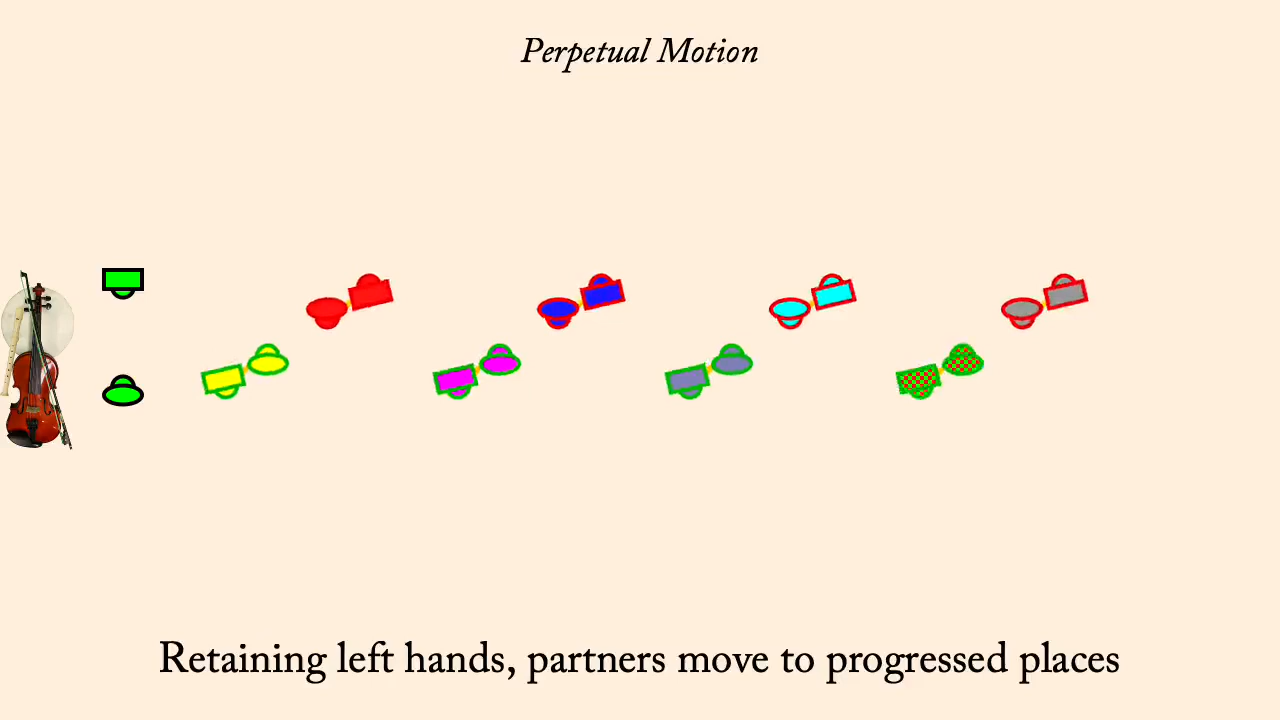 Perpetual Motion
Retaining left hands, partners move to progressed places